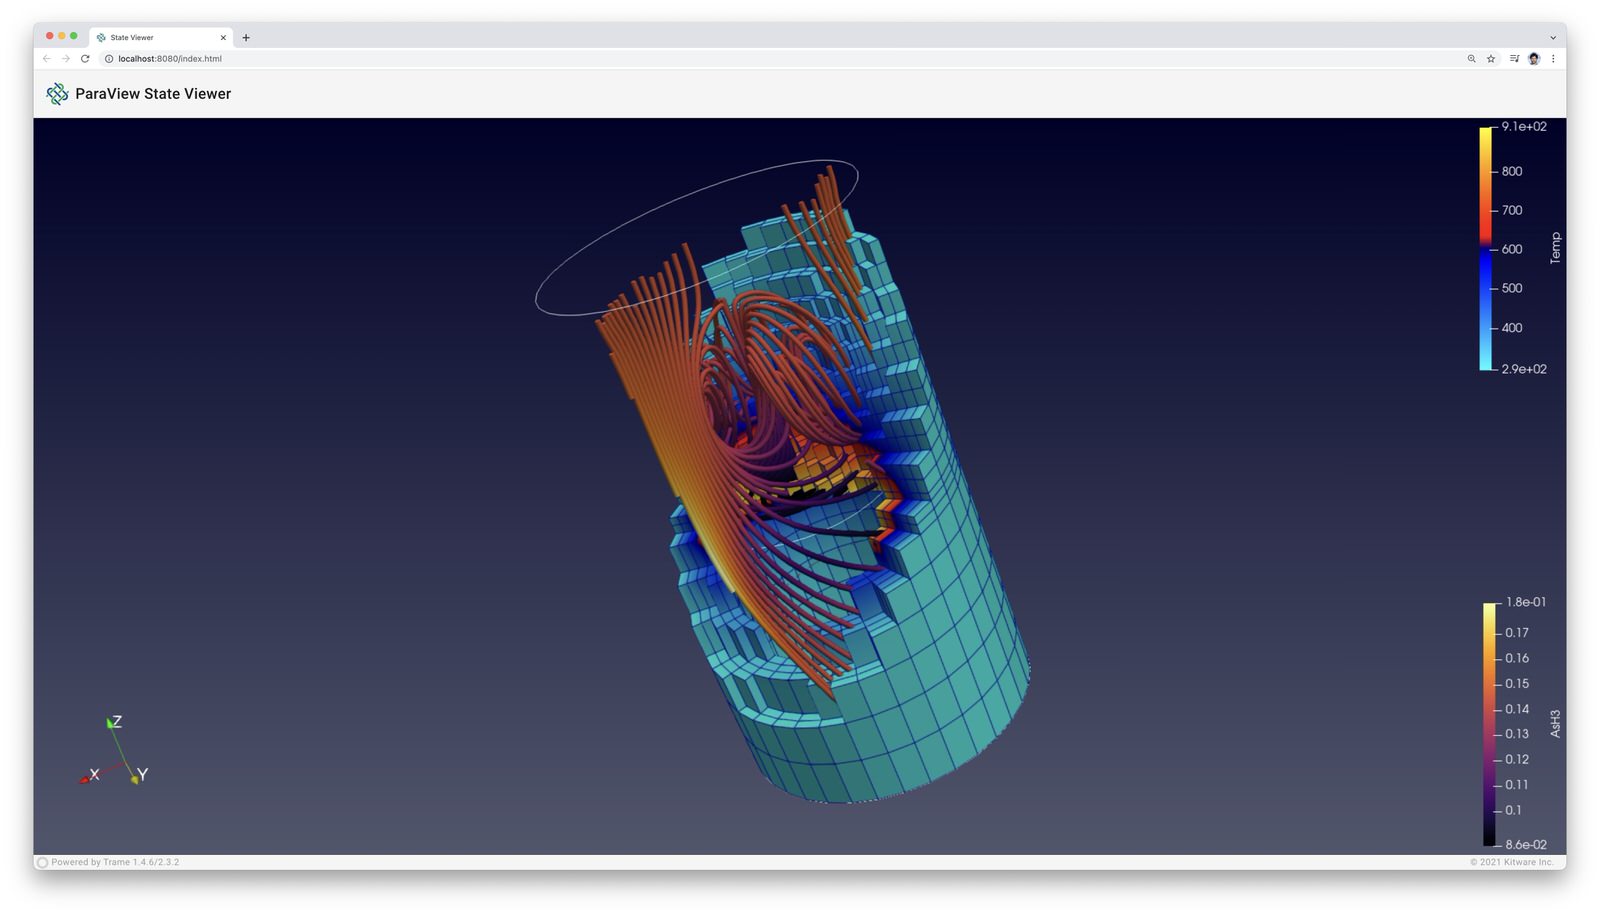 State Viewer
localhost:8080/index.html
ParaView State Viewer
9.1e+02
800
700
600
500
400
2.9e+02
Temp
1.8e-01
0.17
0.16
0.15
0.14
0.13
0.12
0.11
0.1
8.6e-02
AsH3
Z
X
Y
Powered by Trame 1.4.6/2.3.2
© 2021 Kitware Inc.